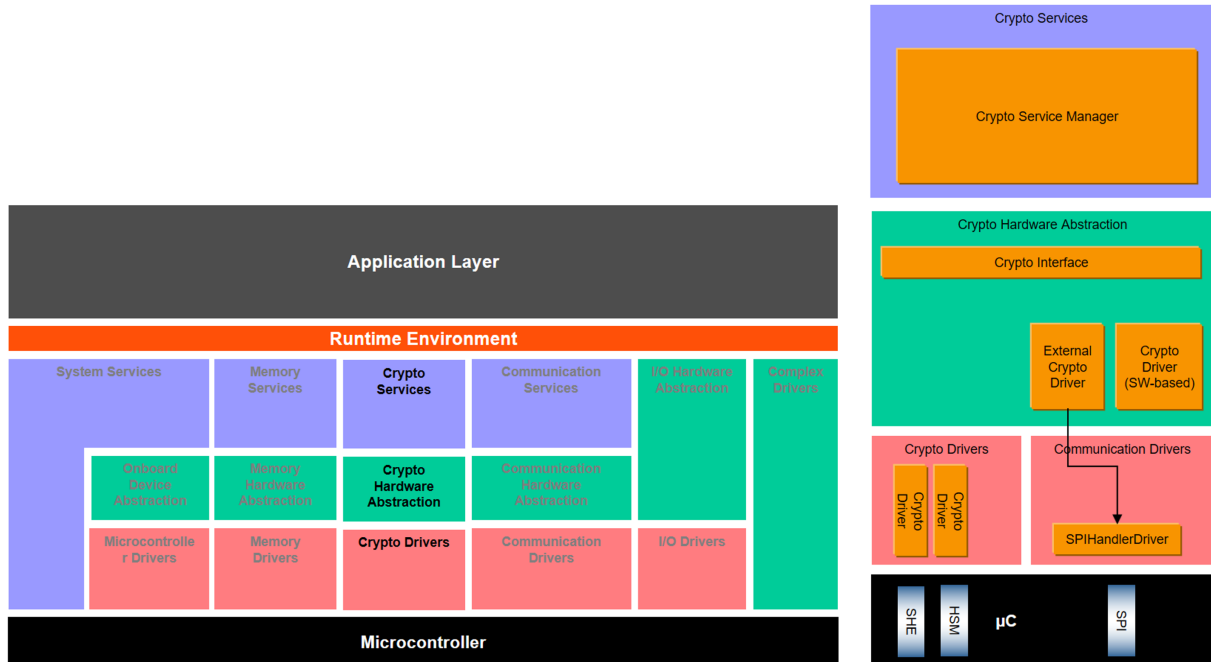 Application Layer
Runtime Environment
System Services
Memory
Services
Crypto
Services
Communication
Services
I/O Hardware
Abstraction
Complex
Drivers
Onboard
Device
Abstraction
Memory
Hardware
Abstraction
Crypto
Hardware
Abstraction
Communication
Hardware
Abstraction
Microcontrolle
r Drivers
Memory
Drivers
Crypto Drivers
Communication
Drivers
I/O Drivers
Microcontroller
Crypto Services
Crypto Service Manager
Crypto Hardware Abstraction
Crypto Interface
External
Crypto
Driver
Crypto
Driver
(SW-based)
Crypto Drivers
Crypto
Driver
Crypto
Driver
Communication Drivers
SPIHandlerDriver
SHE
HSM
µC
SPI